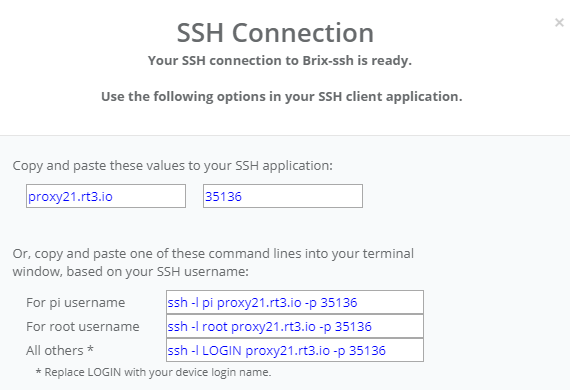 ×
SSH Connection
Your SSH connection to Brix-ssh is ready.
Use the following options in your SSH client application.
Copy and paste these values to your SSH application:
proxy21.rt3.io 35136
Or, copy and paste one of these command lines into your terminal
window, based on your SSH username:
For pi username ssh -l pi proxy21.rt3.io -p 35136
For root username ssh -l root proxy21.rt3.io -p 35136
All others * ssh -l LOGIN proxy21.rt3.io -p 35136
* Replace LOGIN with your device login name.